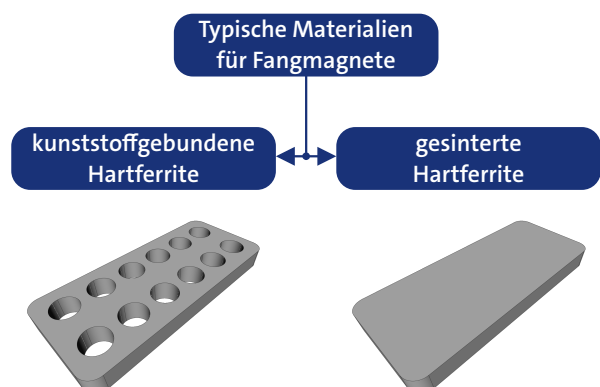 Typische Materialien
für Fangmagnete
kunststoffgebundene
Hartferrite
gesinterte
Hartferrite